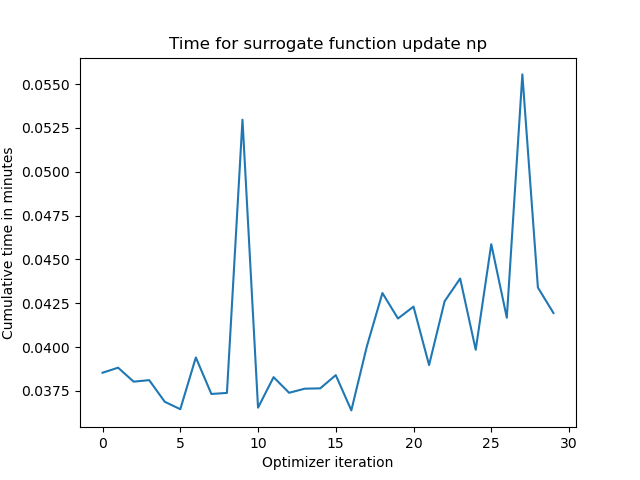 Time for surrogate function update np
Cumulative time in minutes
0.0550
0.0525
0.0500
0.0475
0.0450
0.0425
0.0400
0.0375
0 5 10 15 20 25 30
Optimizer iteration